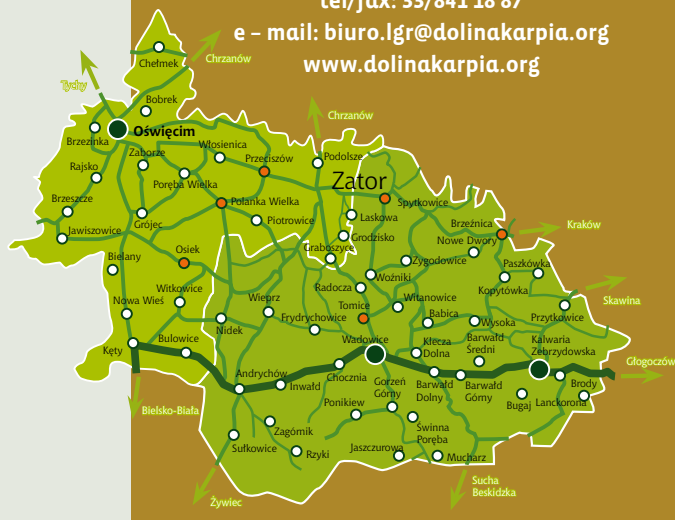 tel/fax: 33/841 18 87
e – mail: biuro.lgr@dolinakarpia.org
www.dolinakarpia.org
Chełmek
Chrzanów
Tychy
Bobrek
Chrzanów
Oświęcim
Brzezinka
Włosienica
Zaborze
Przeciszów
Podolsze
Rajsko
Poręba Wielka
Zator
Brzeszcze
Polanka Wielka
Spytkowice
Laskowa
Grójec
Piotrowice
Brzeźnica
Kraków
Jawiszowice
Grodzisko
Nowe Dwory
Osiek
Graboszyce
Bielany
Zygodowice
Paszkówka
Woźniki
Witkowice
Radocza
Kopytówka
Nowa Wieś
Wieprz
Witanowice
Skawina
Tomice
Frydrychowice
Babica
Wysoka
Przytkowice
Nidek
Wadowice
Bulowice
Kęty
Klecza
Dolna
Barwałd
Średni
Kalwaria
Zebrzydowska
Głogoczów
Andrychów
Inwałd
Chocznia
Gorzeń
Górny
Barwałd
Dolny
Barwałd
Górny
Brody
Bugaj
Lanckorona
Bielsko-Biała
Ponikiew
Zagórnik
Świnna
Poręba
Sułkowice
Rzyki
Jaszczurowa
Mucharz
Sucha
Beskidzka
Żywiec